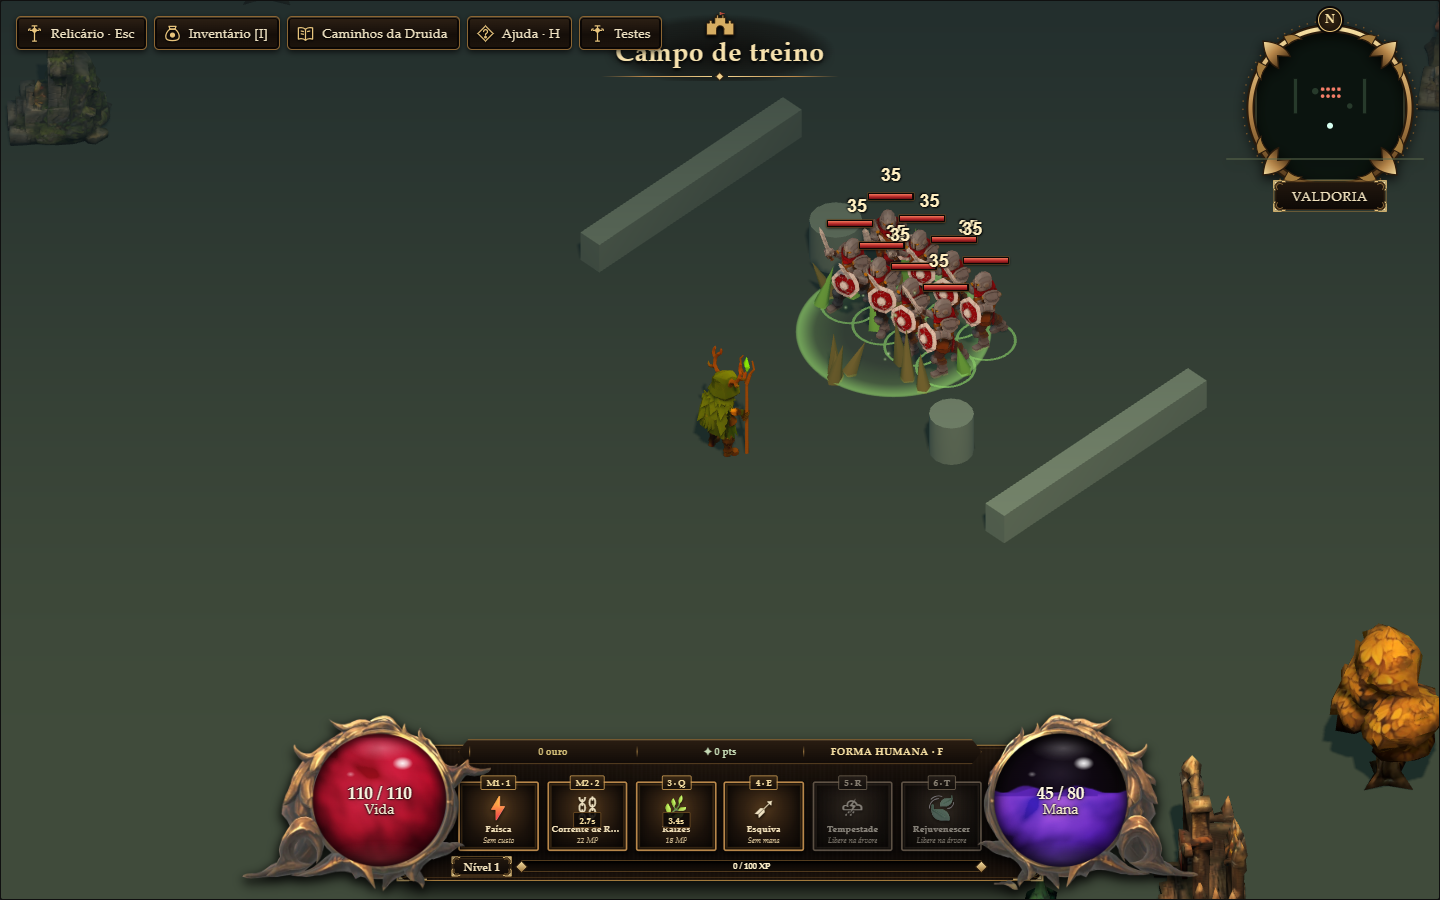 Relicário · Esc
Inventário [I]
Caminhos da Druida
Ajuda · H
Testes
Campo de treino
N
VALDORIA
35
35
35
35
35
35
35
110 / 110
Vida
0 ouro
0 pts
FORMA HUMANA · F
M1 · 1
Faísca
Sem custo
M2 · 2
2.7s
Corrente de R...
22 MP
3 · Q
3.4s
Raízes
18 MP
4 · E
Esquiva
Sem mana
5 · R
Tempestade
Libere na árvore
6 · T
Rejuvenescer
Libere na árvore
45 / 80
Mana
Nível 1
0 / 100 XP